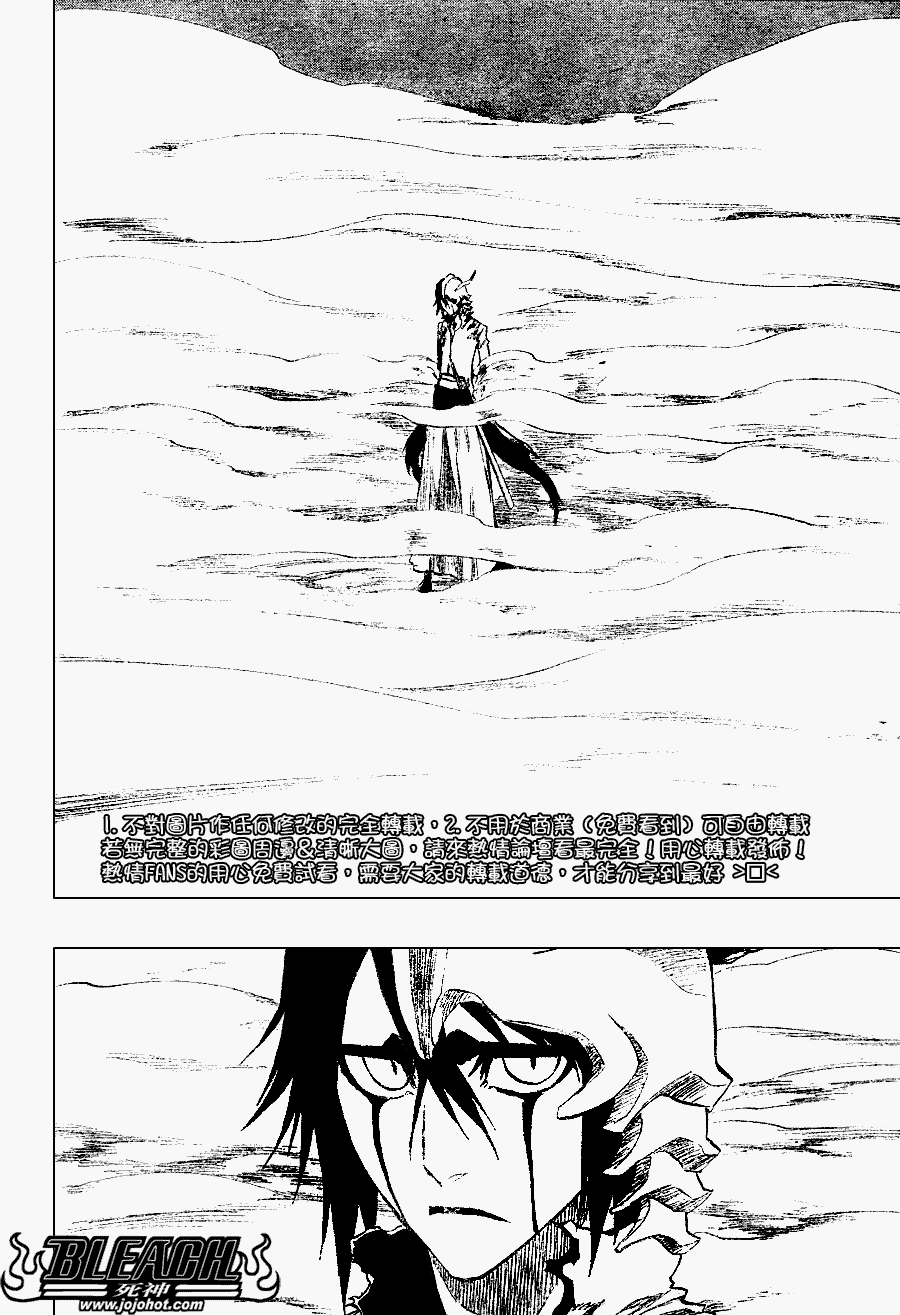 1. 不對圖片作任何修改的完全轉載，2. 不用於商業（免費看到）可自由轉載
若無完整的彩圖周邊&清晰大圖，請來熱情論壇看最完全！用心轉載發佈！
熱情FANS的用心免費試看，需要大家的轉載道德，才能分享到最好 >口<
BLEACH
死神
www.jojohot.com